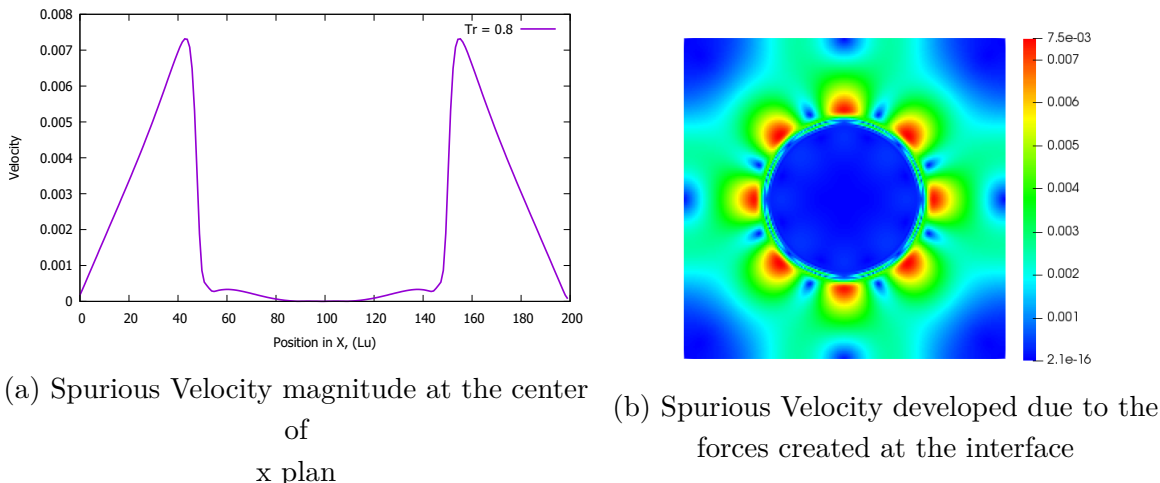 0.008
Tr = 0.8
0.007
0.006
0.005
0.004
0.003
0.002
0.001
0
Velocity
0 20 40 60 80 100 120 140 160 180 200
Position in X, (Lu)
(a) Spurious Velocity magnitude at the center
of
x plan
7.5e-03
0.006
0.005
0.004
0.003
0.002
0.001
2.1e-16
(b) Spurious Velocity developed due to the
forces created at the interface